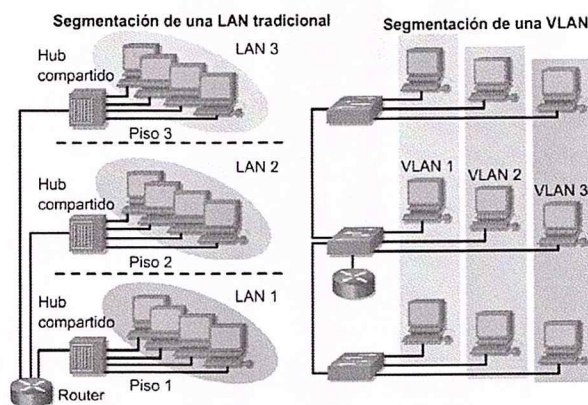 Segmentación de una LAN tradicional
Hub
compartido
LAN 3
Piso 3
Hub
compartido
LAN 2
Piso 2
Hub
compartido
LAN 1
Piso 1
Router
Segmentación de una VLAN
VLAN 1
VLAN 2
VLAN 3